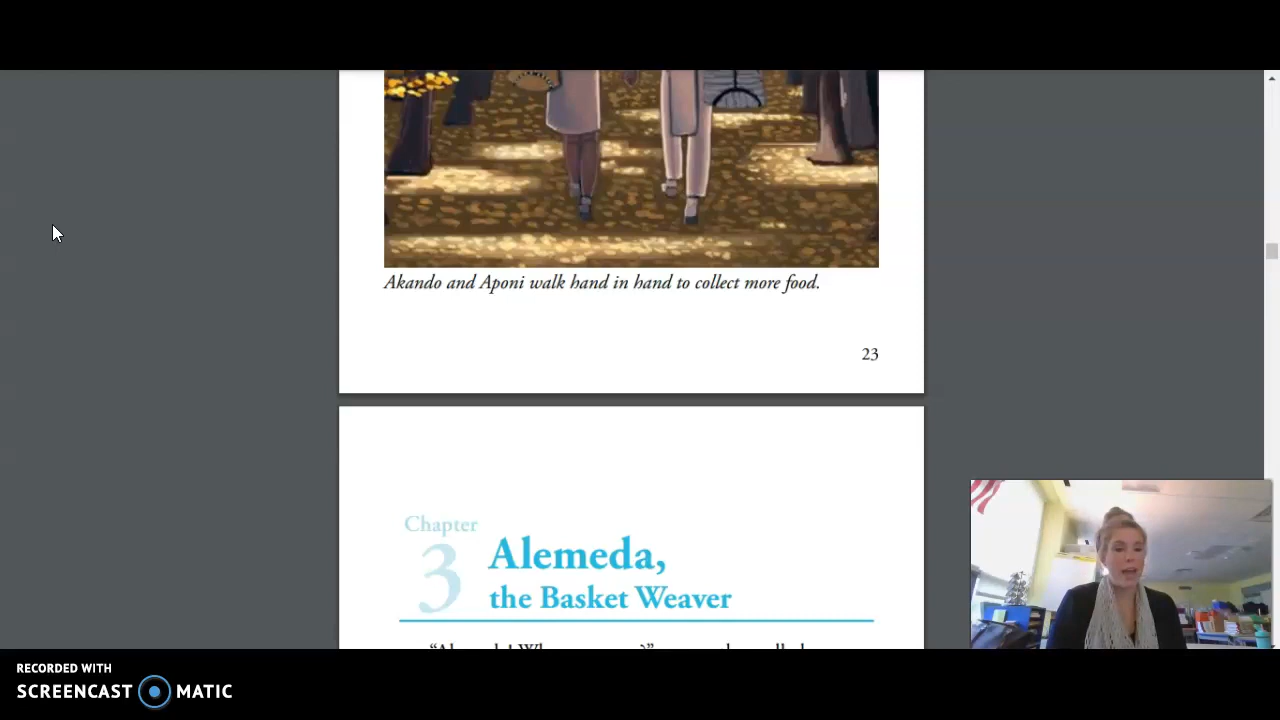 Akando and Aponi walk hand in hand to collect more food.
23
Chapter
3
Alemeda,
the Basket Weaver
RECORDED WITH
SCREENCAST MATIC